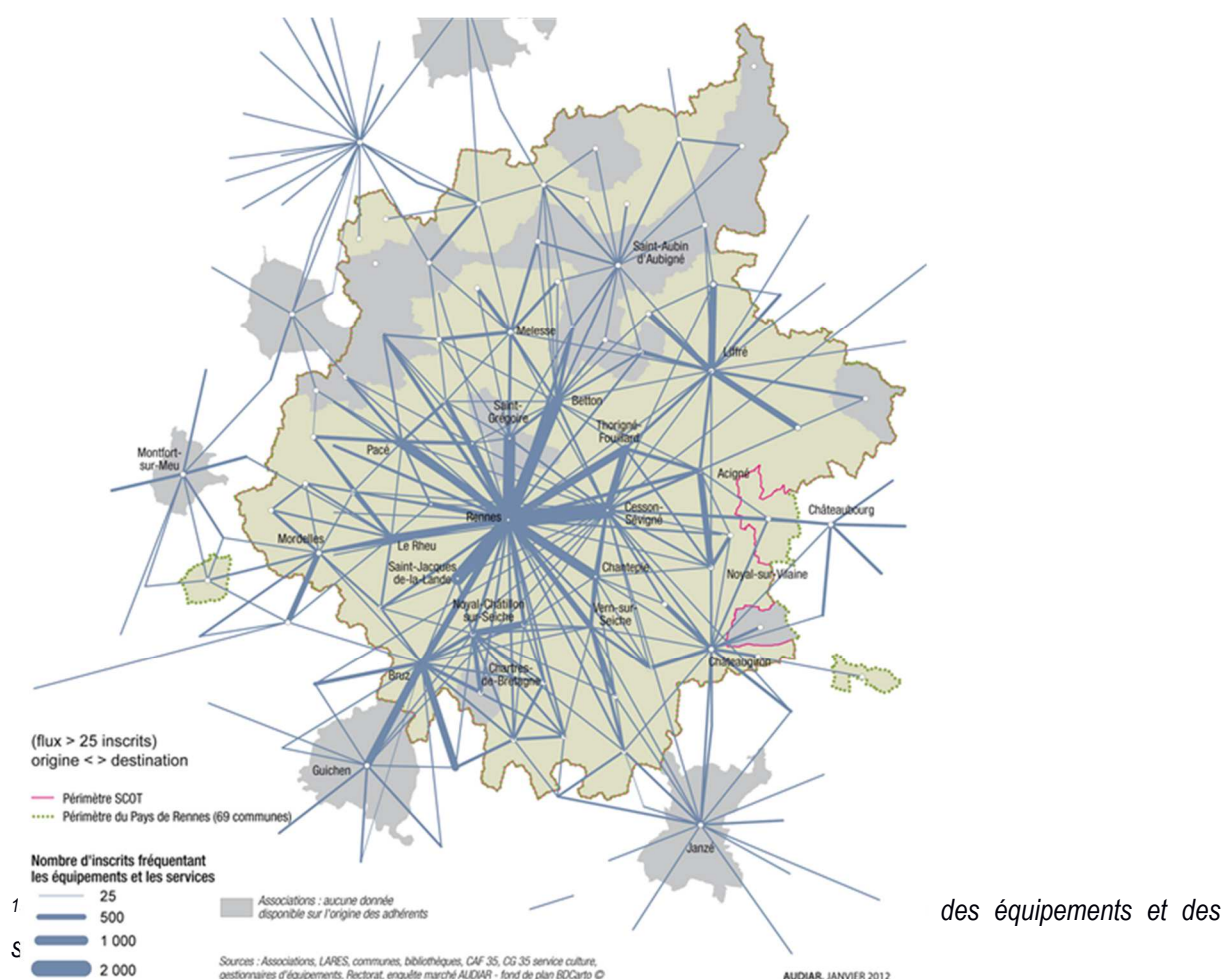 Saint-Aubin
d'Aubigné
Melesse
Liffré
Betton
Saint-
Grégoire
Thorigné-
Fouillard
Pacé
Montfort-
sur-Meu
Acigné
Châteaubourg
Rennes
Cesson-
Sévigné
Mordelles
Le Rheu
Saint-Jacques
de-la-Lande
Chantepie
Noyal-sur-Vilaine
Noyal-Châtillon
sur-Seiche
Vern-sur-
Seiche
Châteaugiron
Bruz
Chartres-
de-Bretagne
Guichen
Janzé
(flux > 25 inscrits)
origine < > destination
Périmètre SCOT
Périmètre du Pays de Rennes (69 communes)
Nombre d'inscrits fréquentant
les équipements et les services
25
500
1 000
2 000
Associations : aucune donnée
disponible sur l'origine des adhérents
1
des équipements et des
s
Sources : Associations, LARES, communes, bibliothèques, CAF 35, CG 35 service culture,
gestionnaires d'équipements, Rectorat, enquête marché AUDIAR - fond de plan BDCarto ©
AUDIAR, JANVIER 2012